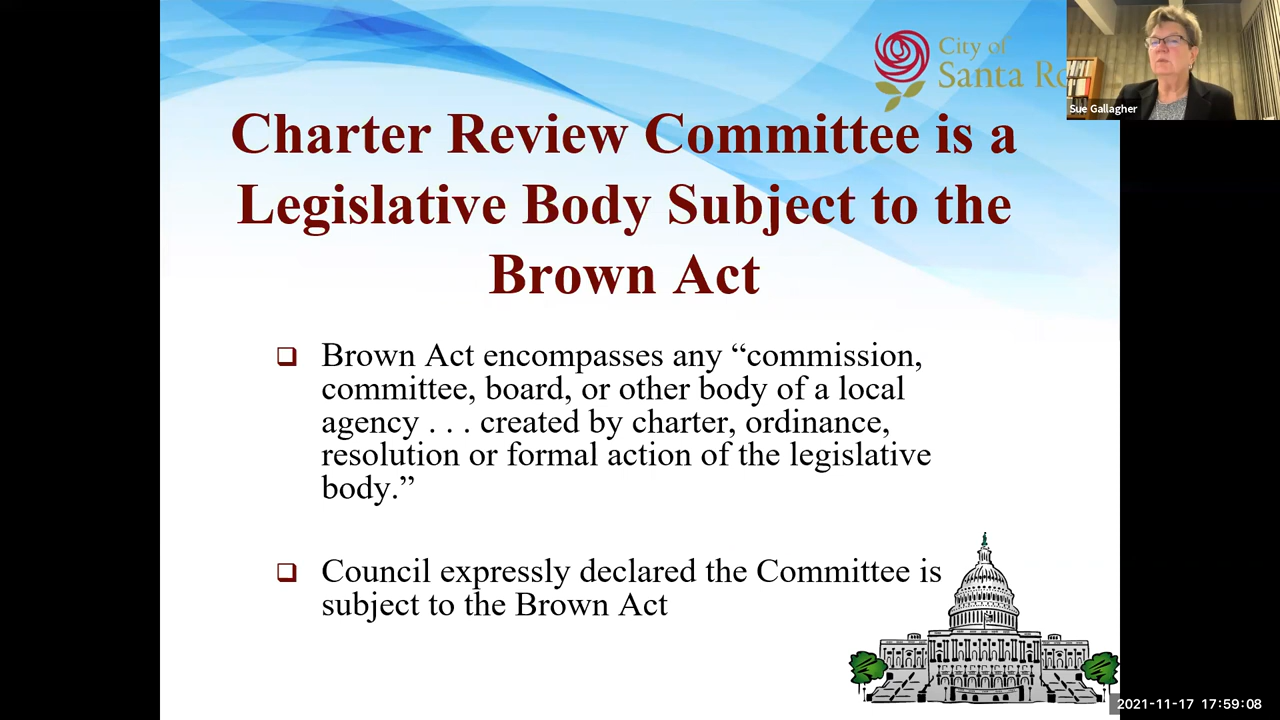 City of
Santa Ro
Sue Gallagher
Charter Review Committee is a
Legislative Body Subject to the
Brown Act
Brown Act encompasses any “commission,
committee, board, or other body of a local
agency . . . created by charter, ordinance,
resolution or formal action of the legislative
body.”
Council expressly declared the Committee is
subject to the Brown Act
2021-11-17 17:59:08